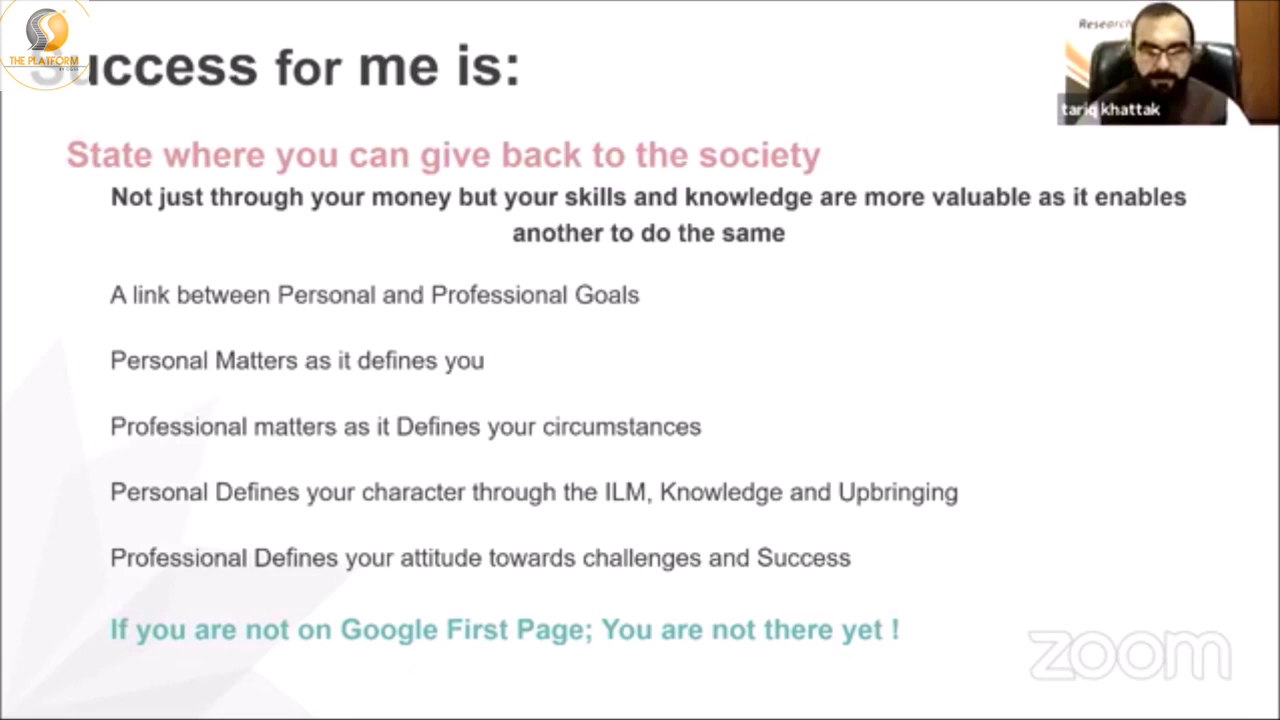 THE PLATFORM
Success for me is:
Research
tariq khattak
State where you can give back to the society
Not just through your money but your skills and knowledge are more valuable as it enables
another to do the same
A link between Personal and Professional Goals
Personal Matters as it defines you
Professional matters as it Defines your circumstances
Personal Defines your character through the ILM, Knowledge and Upbringing
Professional Defines your attitude towards challenges and Success
If you are not on Google First Page; You are not there yet !
zoom